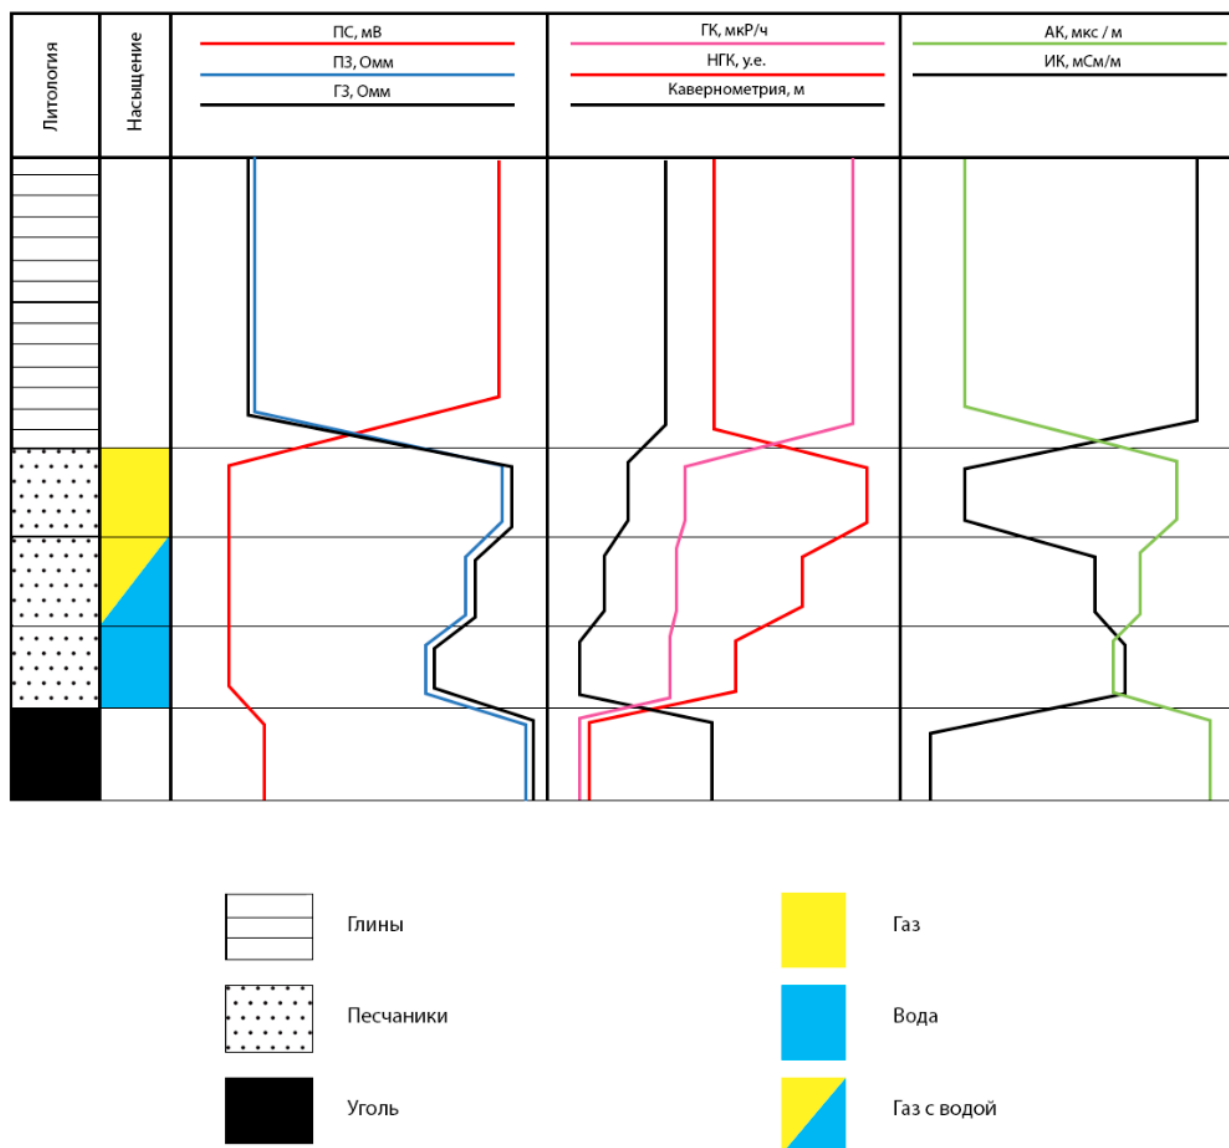 Литология
Насыщение
ПС, мВ
ПЗ, Омм
ГЗ, Омм
ГК, мкР/ч
НГК, у.е.
Кавернометрия, м
АК, мкс / м
ИК, мСм/м
Глины
Песчаники
Уголь
Газ
Вода
Газ с водой